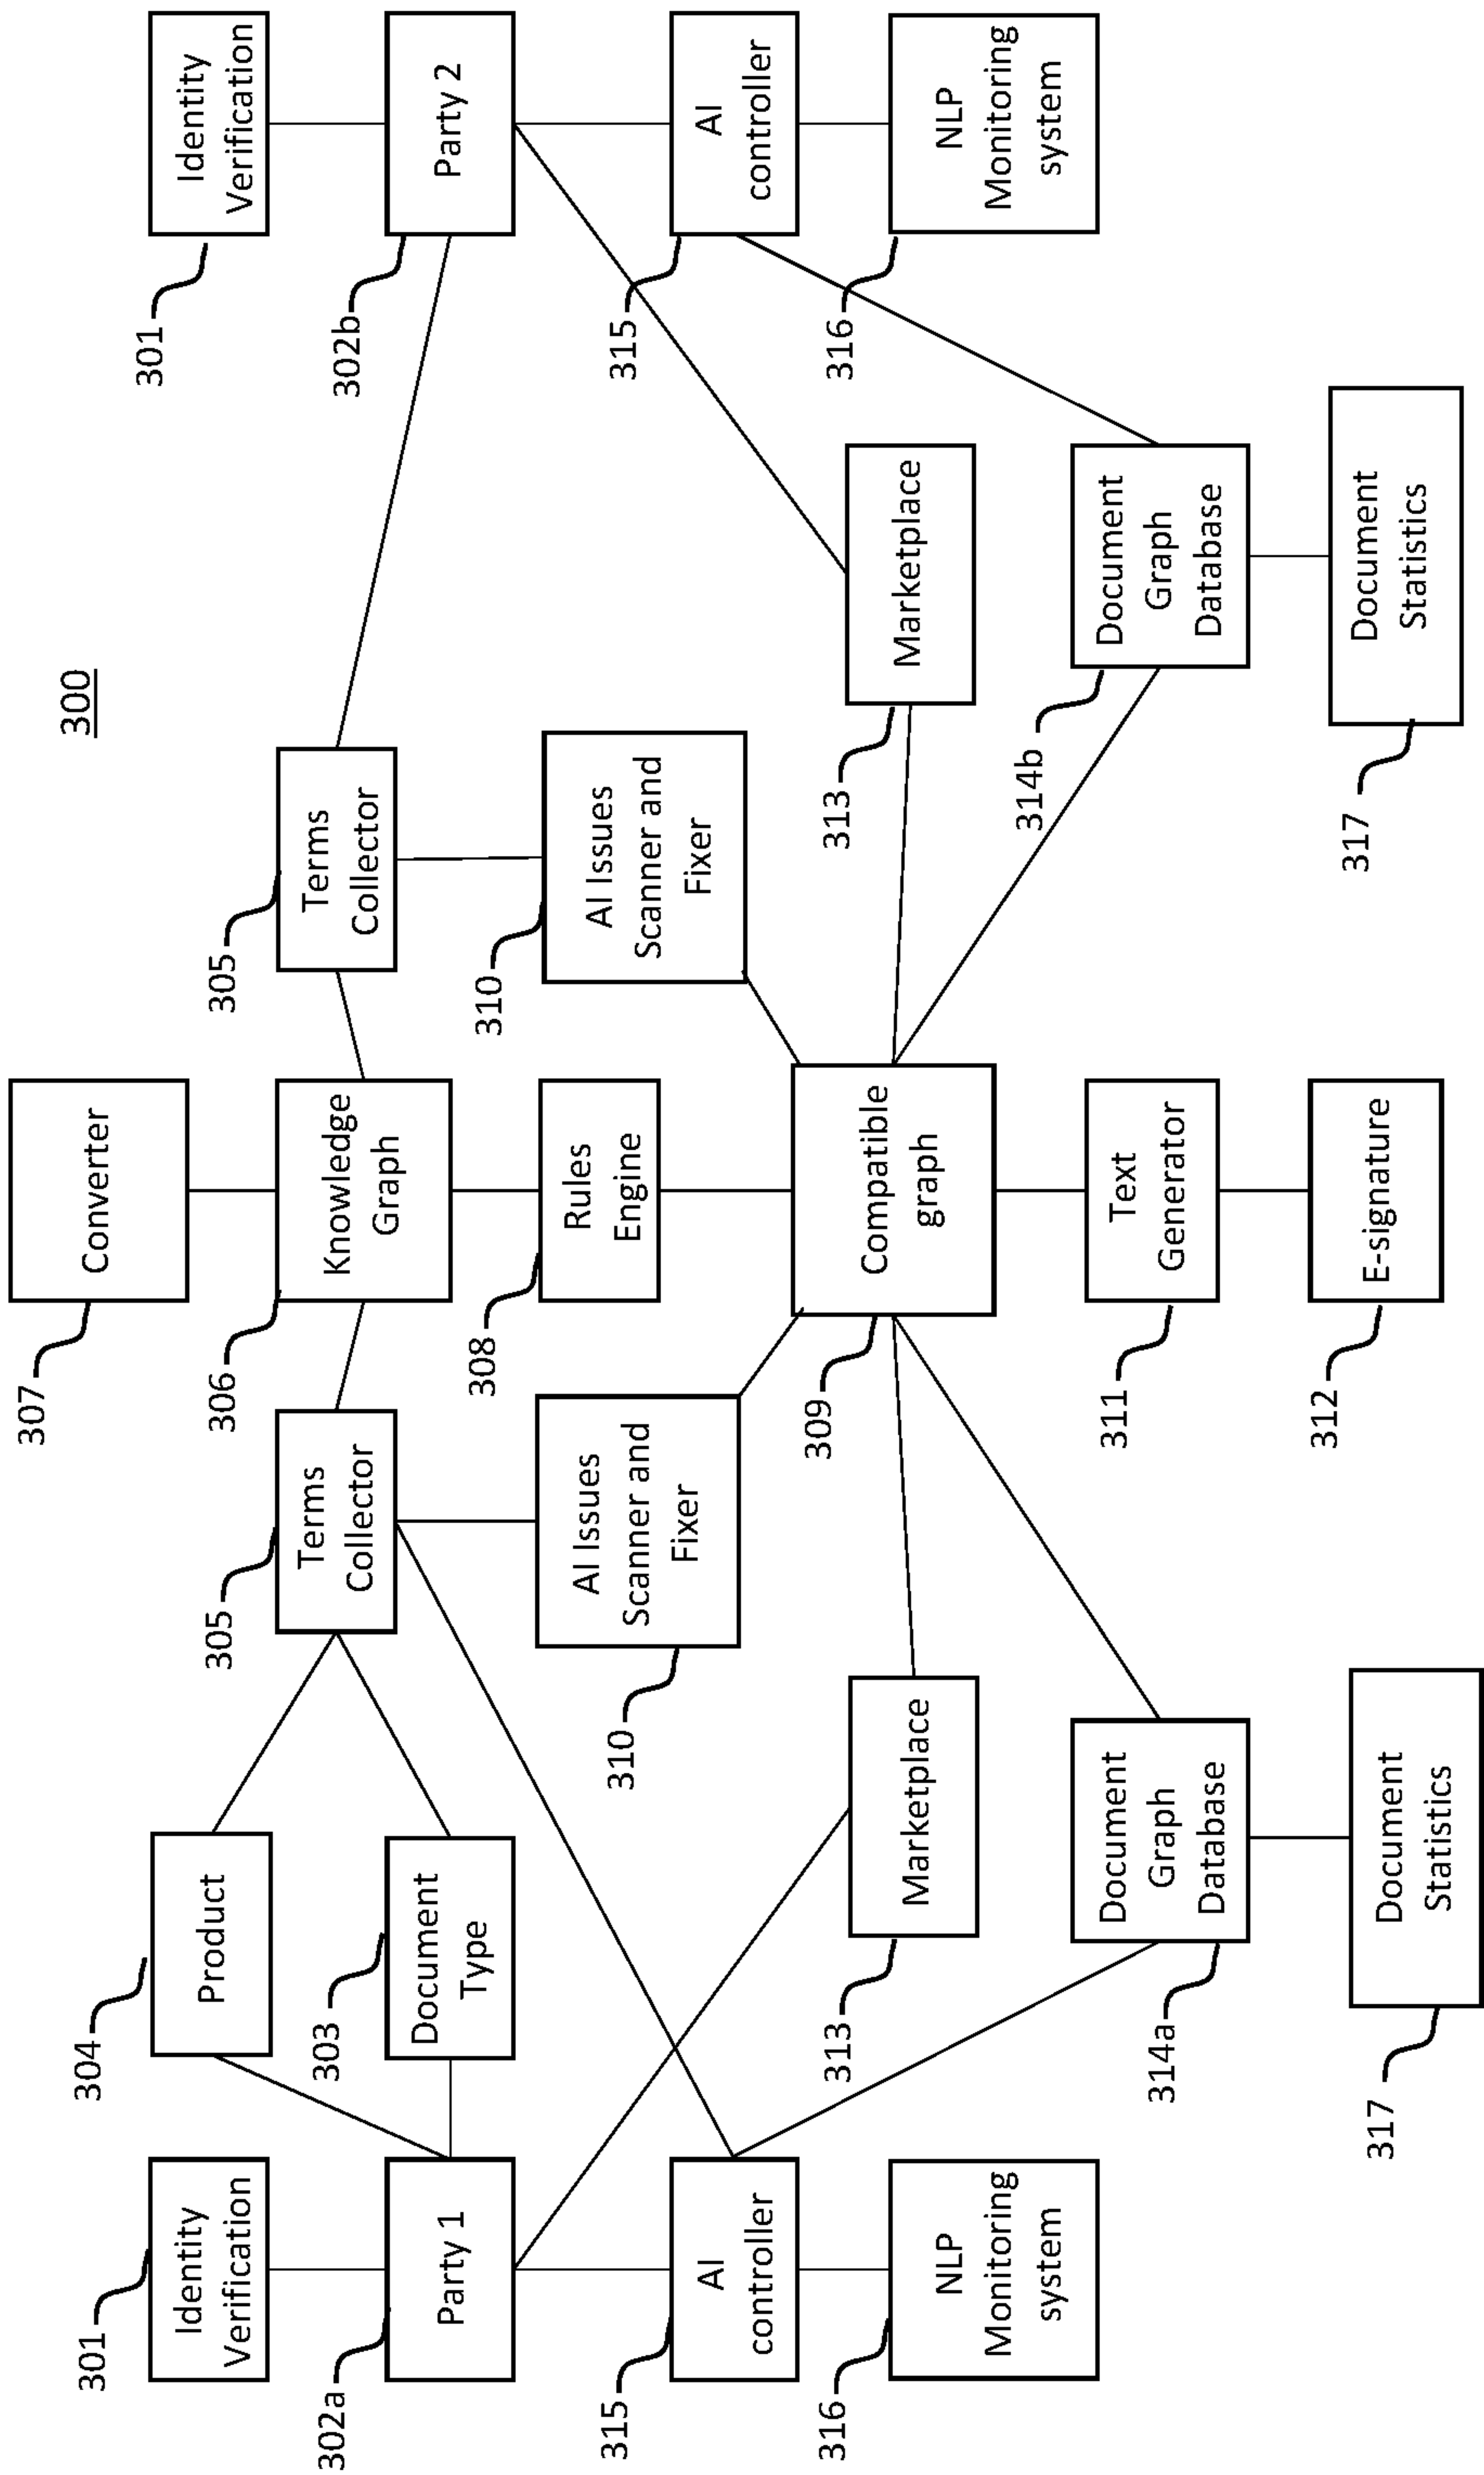 300
307
Converter
301
Identity
Verification
304
Product
305
Terms
Collector
306
Knowledge
Graph
305
Terms
Collector
301
Identity
Verification
302a
Party 1
303
Document
Type
308
Rules
Engine
302b
Party 2
310
AI Issues
Scanner and
Fixer
310
AI Issues
Scanner and
Fixer
315
AI
controller
315
AI
controller
313
Marketplace
309
Compatible
graph
313
Marketplace
316
NLP
Monitoring
system
316
NLP
Monitoring
system
314a
Document
Graph
Database
311
Text
Generator
314b
Document
Graph
Database
317
Document
Statistics
312
E-signature
317
Document
Statistics